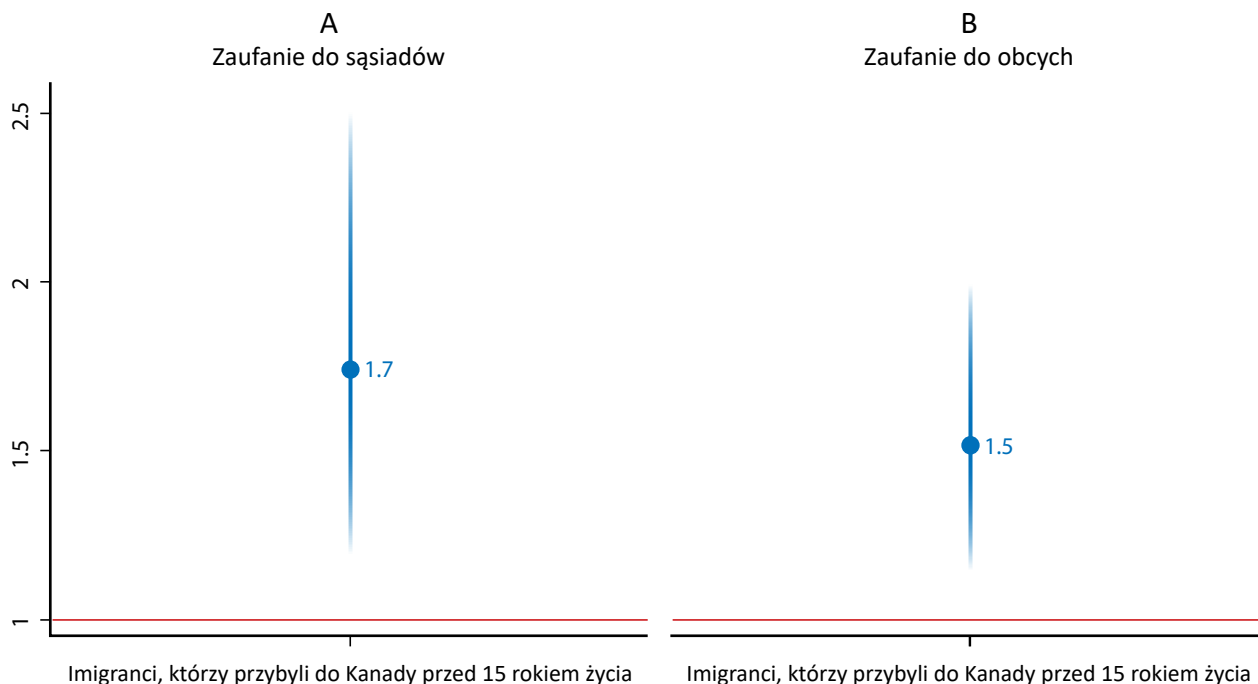 A
Zaufanie do sąsiadów
2.5
2
1.5
1
1.7
Imigranci, którzy przybyli do Kanady przed 15 rokiem życia
B
Zaufanie do obcych
1.5
Imigranci, którzy przybyli do Kanady przed 15 rokiem życia